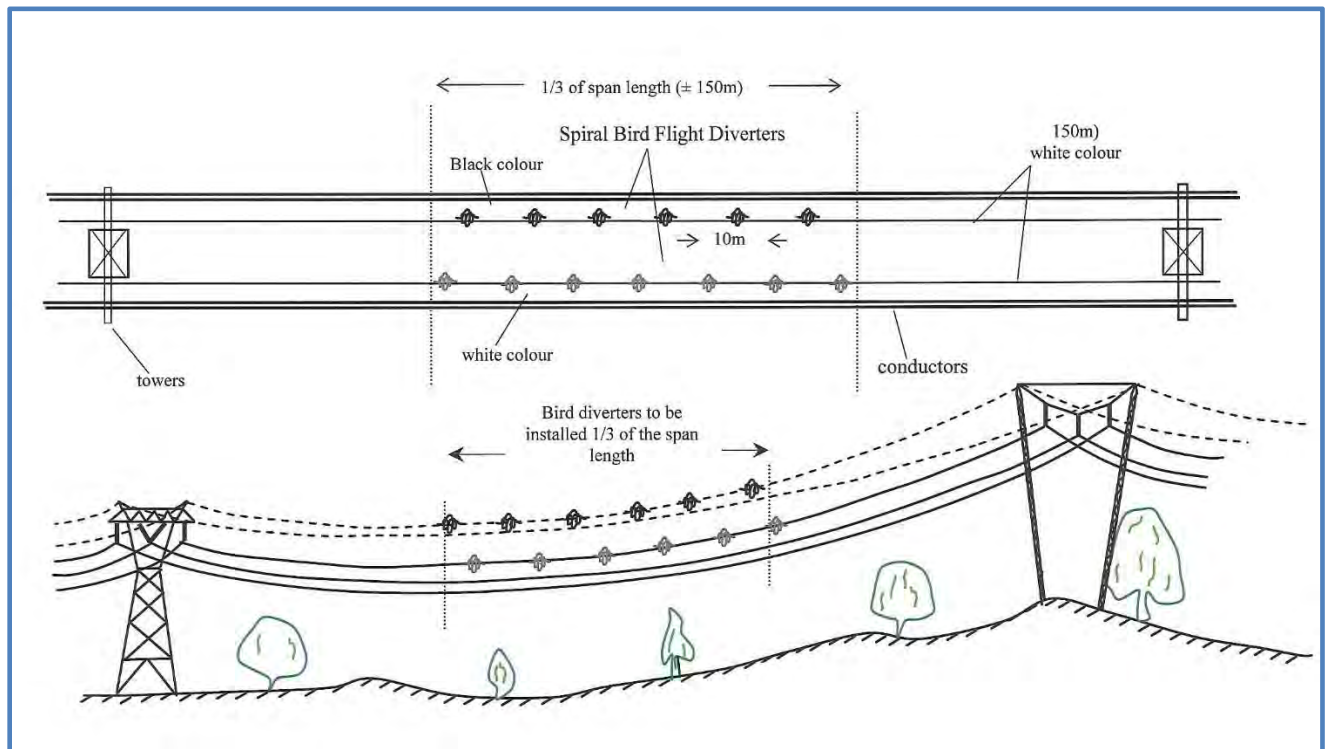 1/3 of span length (± 150m)
Spiral Bird Flight Diverters
150m)
white colour
Black colour
10m
white colour
conductors
towers
Bird diverters to be
installed 1/3 of the span
length